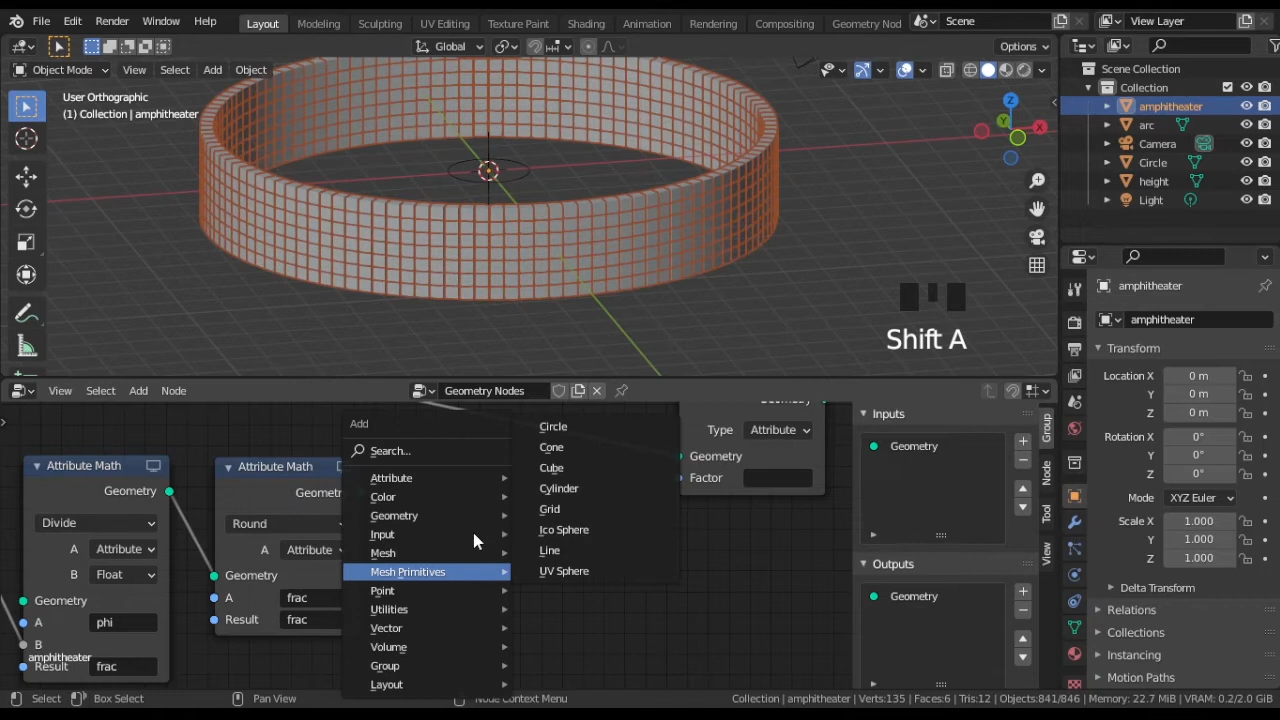 File Edit Render Window Help Layout Modeling Sculpting UV Editing Texture Paint Shading Animation Rendering Compositing Geometry Nod Scene View Layer
Global Options
Object Mode View Select Add Object
User Orthographic
(1) Collection | amphitheater
Z
Y
X
Shift A
Scene Collection
Collection
amphitheater
arc
Camera
Circle
height
Light
amphitheater
amphitheater
Transform
Location X 0 m
Y 0 m
Z 0 m
Rotation X 0°
Y 0°
Z 0°
Mode XYZ Euler
Scale X 1.000
Y 1.000
Z 1.000
Delta Transform
Relations
Collections
Instancing
Motion Paths
View Select Add Node Geometry Nodes
Attribute Math
Geometry
Divide
A Attribute
B Float
Geometry
A phi
B
Result frac
amphitheater
Attribute Math
Geometr
Round
A Attribute
Geometry
A frac
Result frac
Add
Search...
Attribute
Color
Geometry
Input
Mesh
Mesh Primitives
Point
Utilities
Vector
Volume
Group
Layout
Circle
Cone
Cube
Cylinder
Grid
Ico Sphere
Line
UV Sphere
Type Attribute
Geometry
Factor
Inputs
Geometry
Outputs
Geometry
Group
Node
Tool
View
Select Box Select Pan View Node Context Menu Collection | amphitheater | Verts:135 | Faces:6 | Tris:12 | Objects:841/846 | Memory: 22.7 MiB | VRAM: 0.2/2.0 GiB